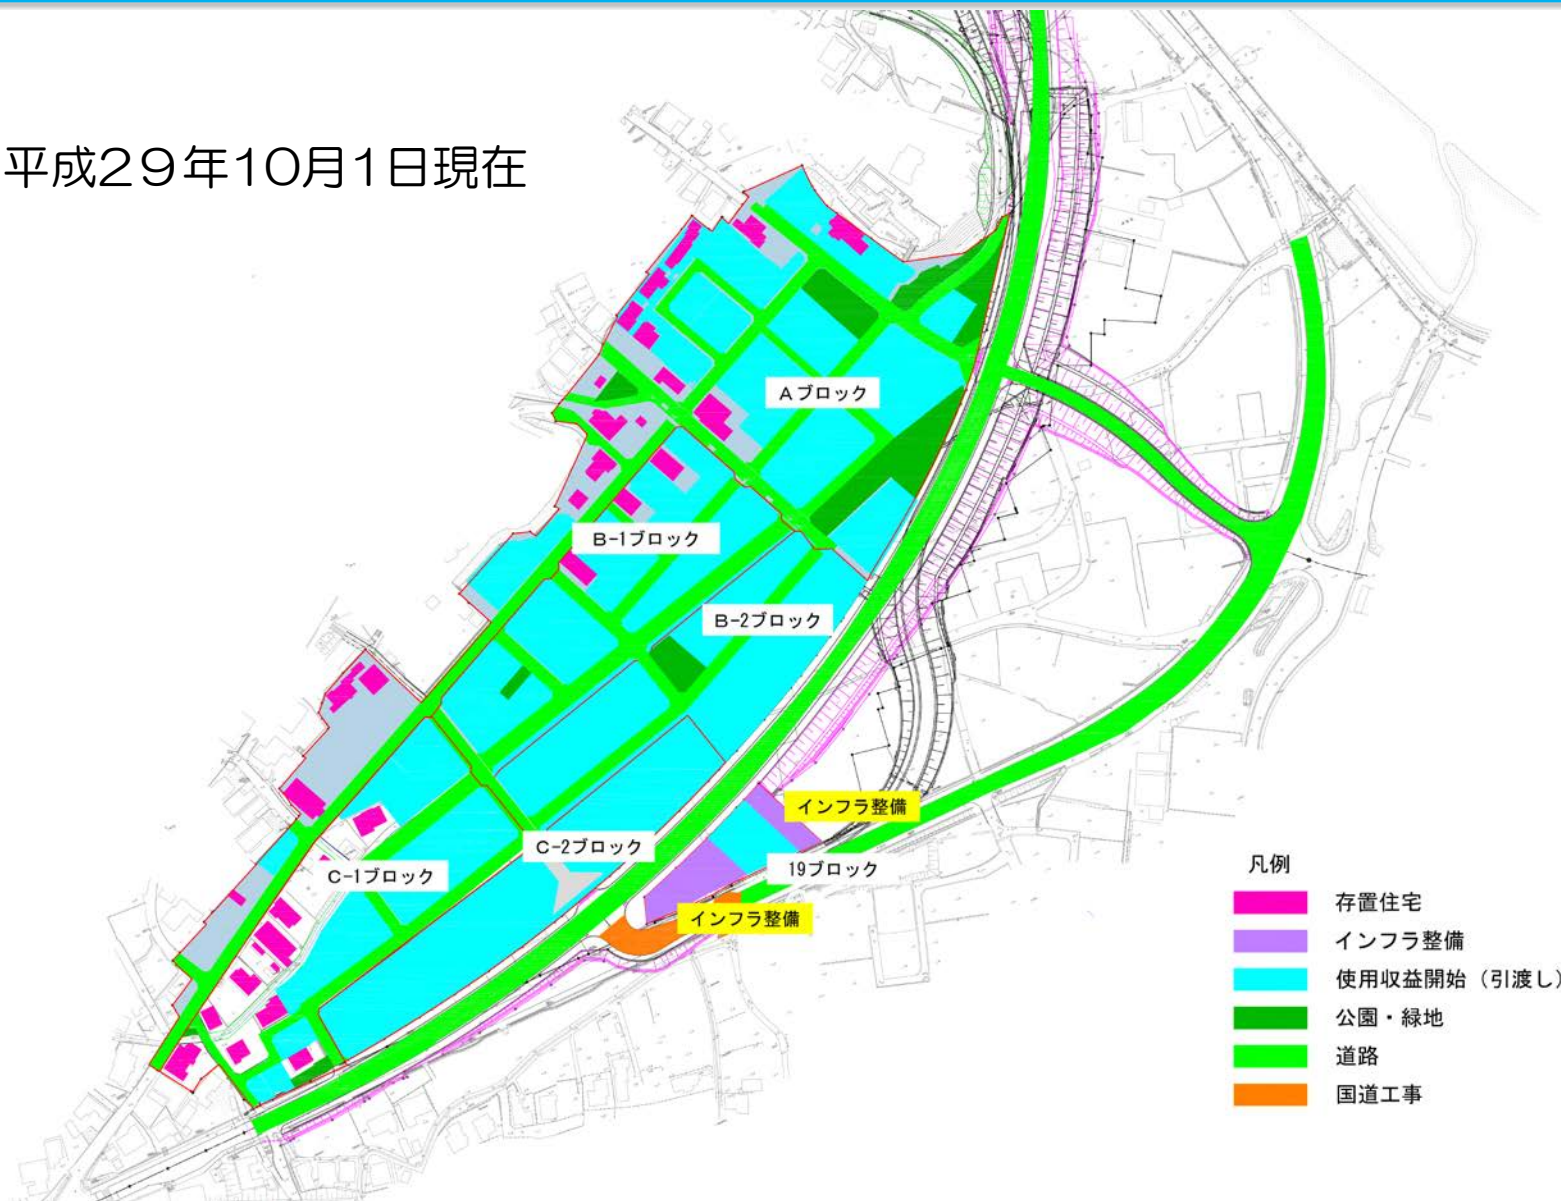 平成29年10月1日現在
Aブロック
B-1ブロック
B-2ブロック
インフラ整備
C-2ブロック
19ブロック
C-1ブロック
インフラ整備
凡例
存置住宅
インフラ整備
使用収益開始（引渡し）
公園・緑地
道路
国道工事